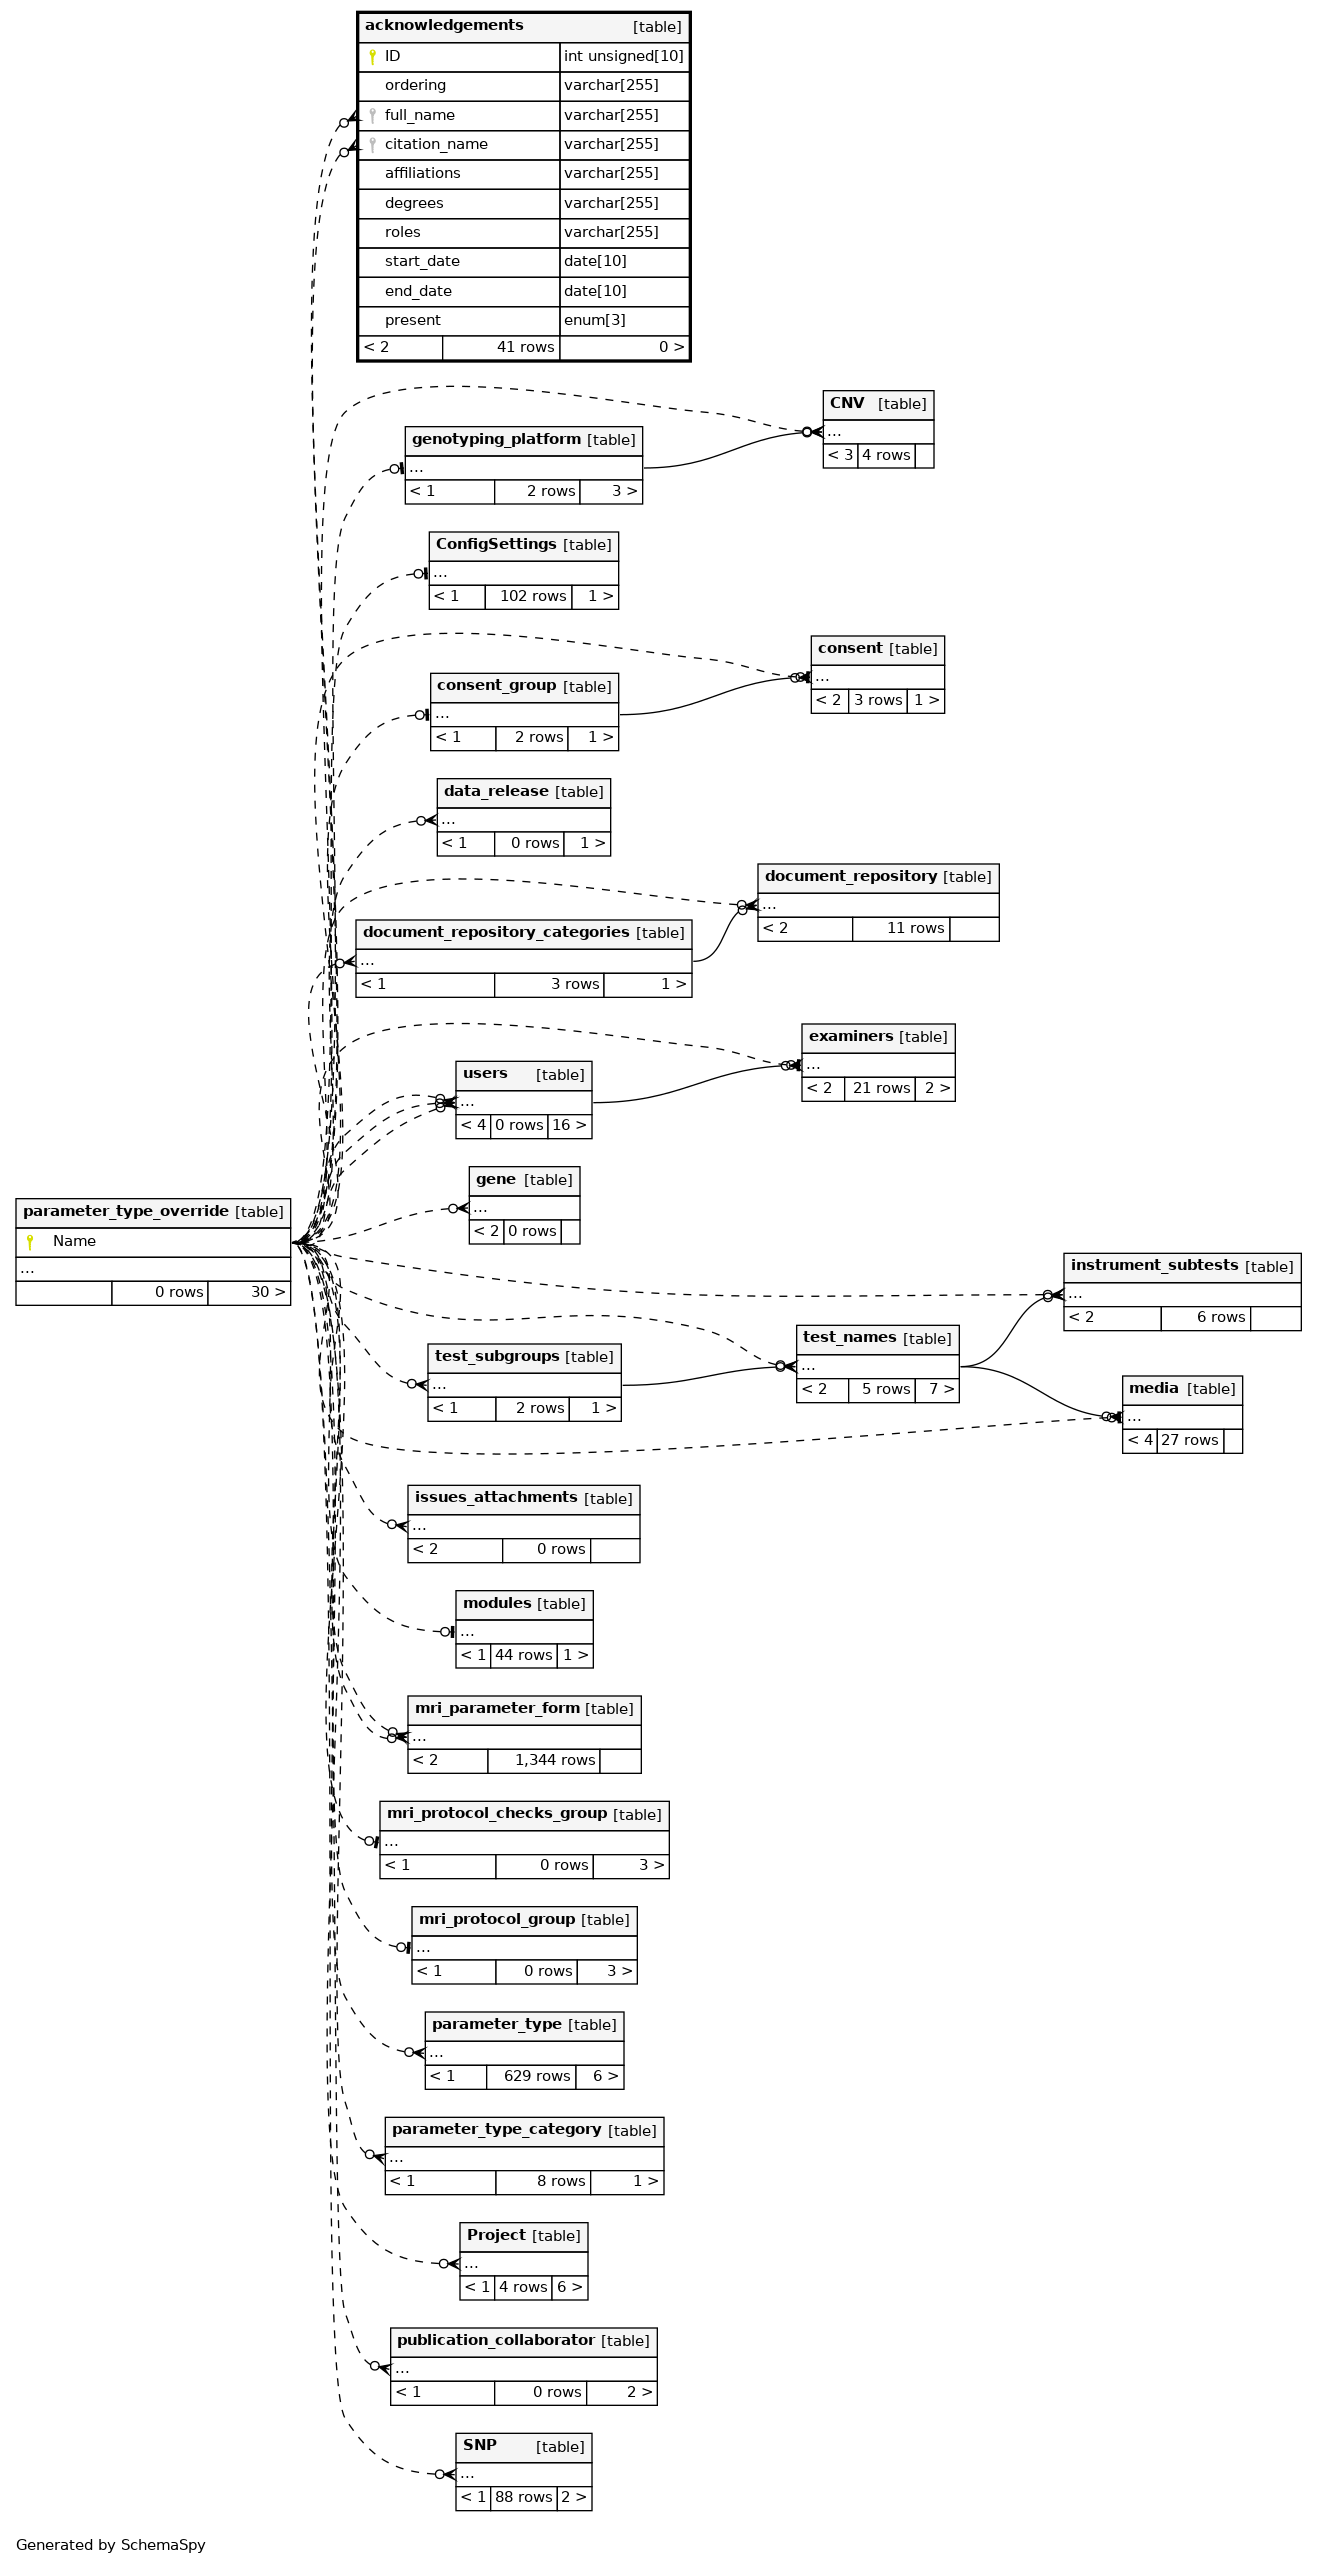 acknowledgements [table]
ID int unsigned[10]
ordering varchar[255]
full_name varchar[255]
citation_name varchar[255]
affiliations varchar[255]
degrees varchar[255]
roles varchar[255]
start_date date[10]
end_date date[10]
present enum[3]
< 2 41 rows 0 >
CNV [table]
...
< 3 4 rows
genotyping_platform [table]
...
< 1 2 rows 3 >
ConfigSettings [table]
...
< 1 102 rows 1 >
consent [table]
...
< 2 3 rows 1 >
consent_group [table]
...
< 1 2 rows 1 >
data_release [table]
...
< 1 0 rows 1 >
document_repository [table]
...
< 2 11 rows
document_repository_categories [table]
...
< 1 3 rows 1 >
examiners [table]
...
< 2 21 rows 2 >
users [table]
...
< 4 0 rows 16 >
gene [table]
...
< 2 0 rows
parameter_type_override [table]
Name
...
0 rows 30 >
instrument_subtests [table]
...
< 2 6 rows
test_names [table]
...
< 2 5 rows 7 >
test_subgroups [table]
...
< 1 2 rows 1 >
media [table]
...
< 4 27 rows
issues_attachments [table]
...
< 2 0 rows
modules [table]
...
< 1 44 rows 1 >
mri_parameter_form [table]
...
< 2 1,344 rows
mri_protocol_checks_group [table]
...
< 1 0 rows 3 >
mri_protocol_group [table]
...
< 1 0 rows 3 >
parameter_type [table]
...
< 1 629 rows 6 >
parameter_type_category [table]
...
< 1 8 rows 1 >
Project [table]
...
< 1 4 rows 6 >
publication_collaborator [table]
...
< 1 0 rows 2 >
SNP [table]
...
< 1 88 rows 2 >
Generated by SchemaSpy